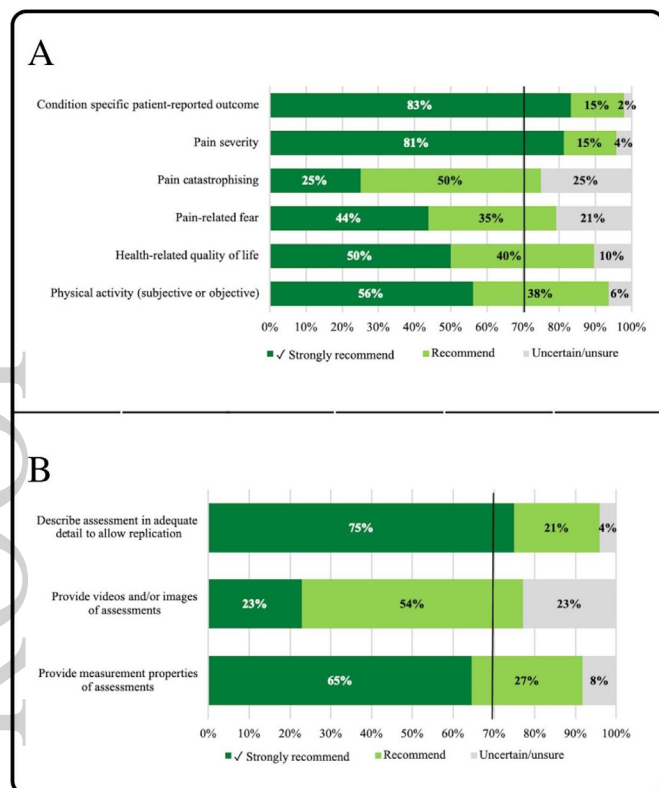 A
Condition specific patient-reported outcome
83% 15% 2%
Pain severity
81% 15% 4%
Pain catastrophising
25% 50% 25%
Pain-related fear
44% 35% 21%
Health-related quality of life
50% 40% 10%
Physical activity (subjective or objective)
56% 38% 6%
0% 10% 20% 30% 40% 50% 60% 70% 80% 90% 100%
✓ Strongly recommend Recommend Uncertain/unsure
B
Describe assessment in adequate
detail to allow replication
75% 21% 4%
Provide videos and/or images
of assessments
23% 54% 23%
Provide measurement properties
of assessments
65% 27% 8%
0% 10% 20% 30% 40% 50% 60% 70% 80% 90% 100%
✓ Strongly recommend Recommend Uncertain/unsure